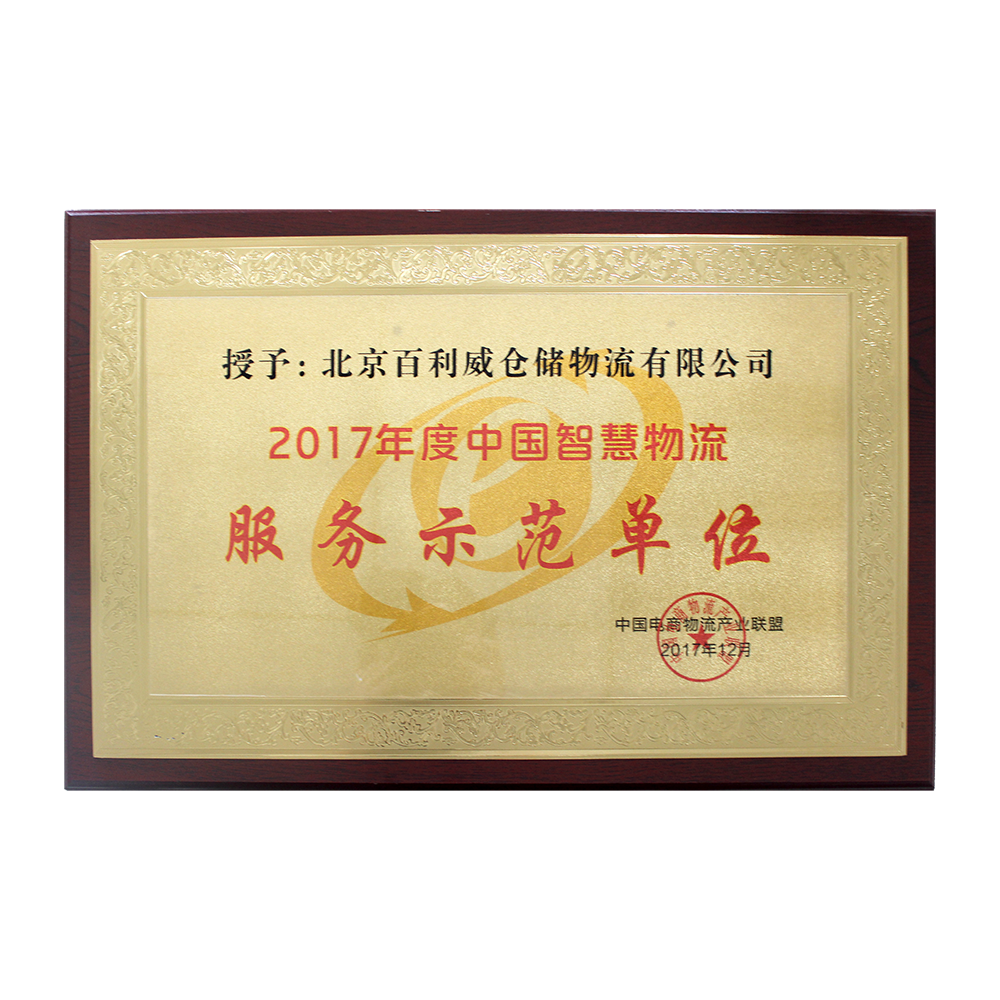 授予：北京百利威仓储物流有限公司
2017年度中国智慧物流
服务示范单位
中国电商物流产业联盟
2017年12月